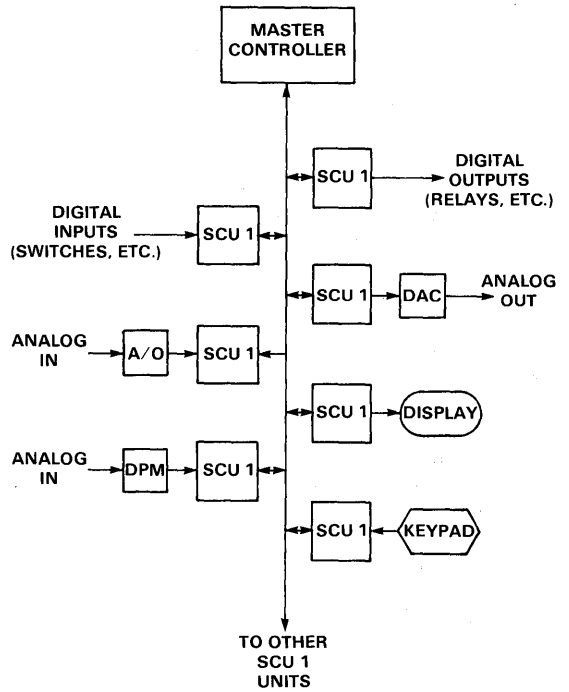 MASTER
CONTROLLER
SCU 1
DIGITAL
OUTPUTS
(RELAYS, ETC.)
DIGITAL
INPUTS
(SWITCHES, ETC.)
SCU 1
SCU 1
DAC
ANALOG
OUT
ANALOG
IN
A/O
SCU 1
SCU 1
DISPLAY
ANALOG
IN
DPM
SCU 1
SCU 1
KEYPAD
TO OTHER
SCU 1
UNITS